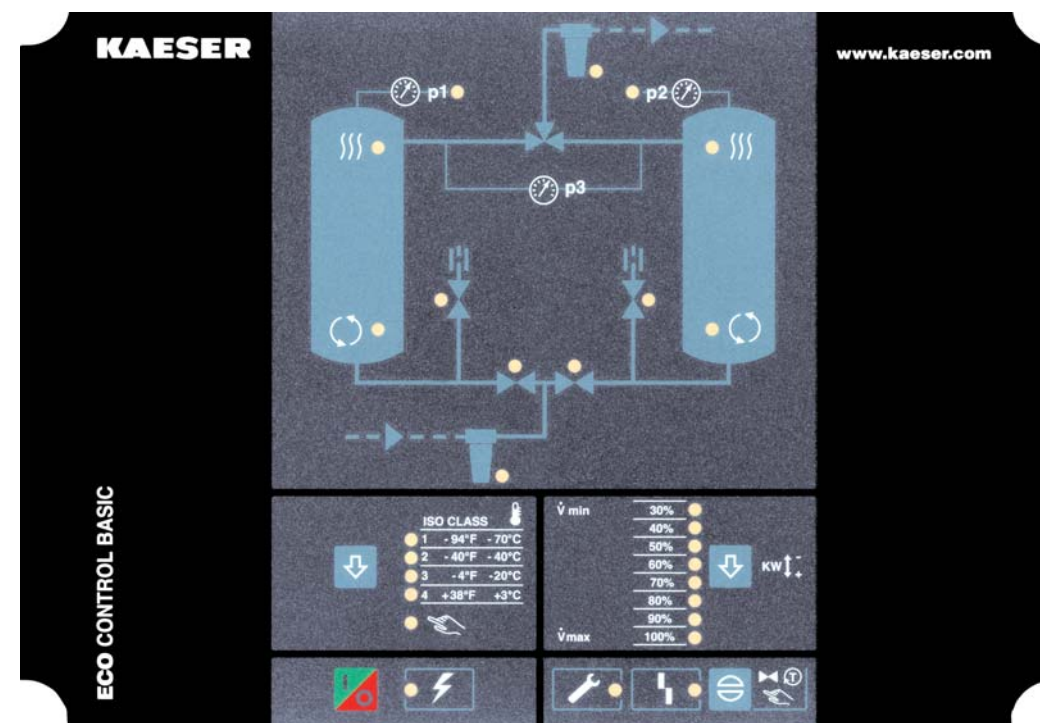 KAESER
www.kaeser.com
p1
p2
p3
ECO CONTROL BASIC
ISO CLASS
1 - 94°F - 70°C
2 - 40°F - 40°C
3 - 4°F -20°C
4 +38°F +3°C
V̇ min
30%
40%
50%
60%
70%
80%
90%
V̇max 100%
KW - +
I
O
T